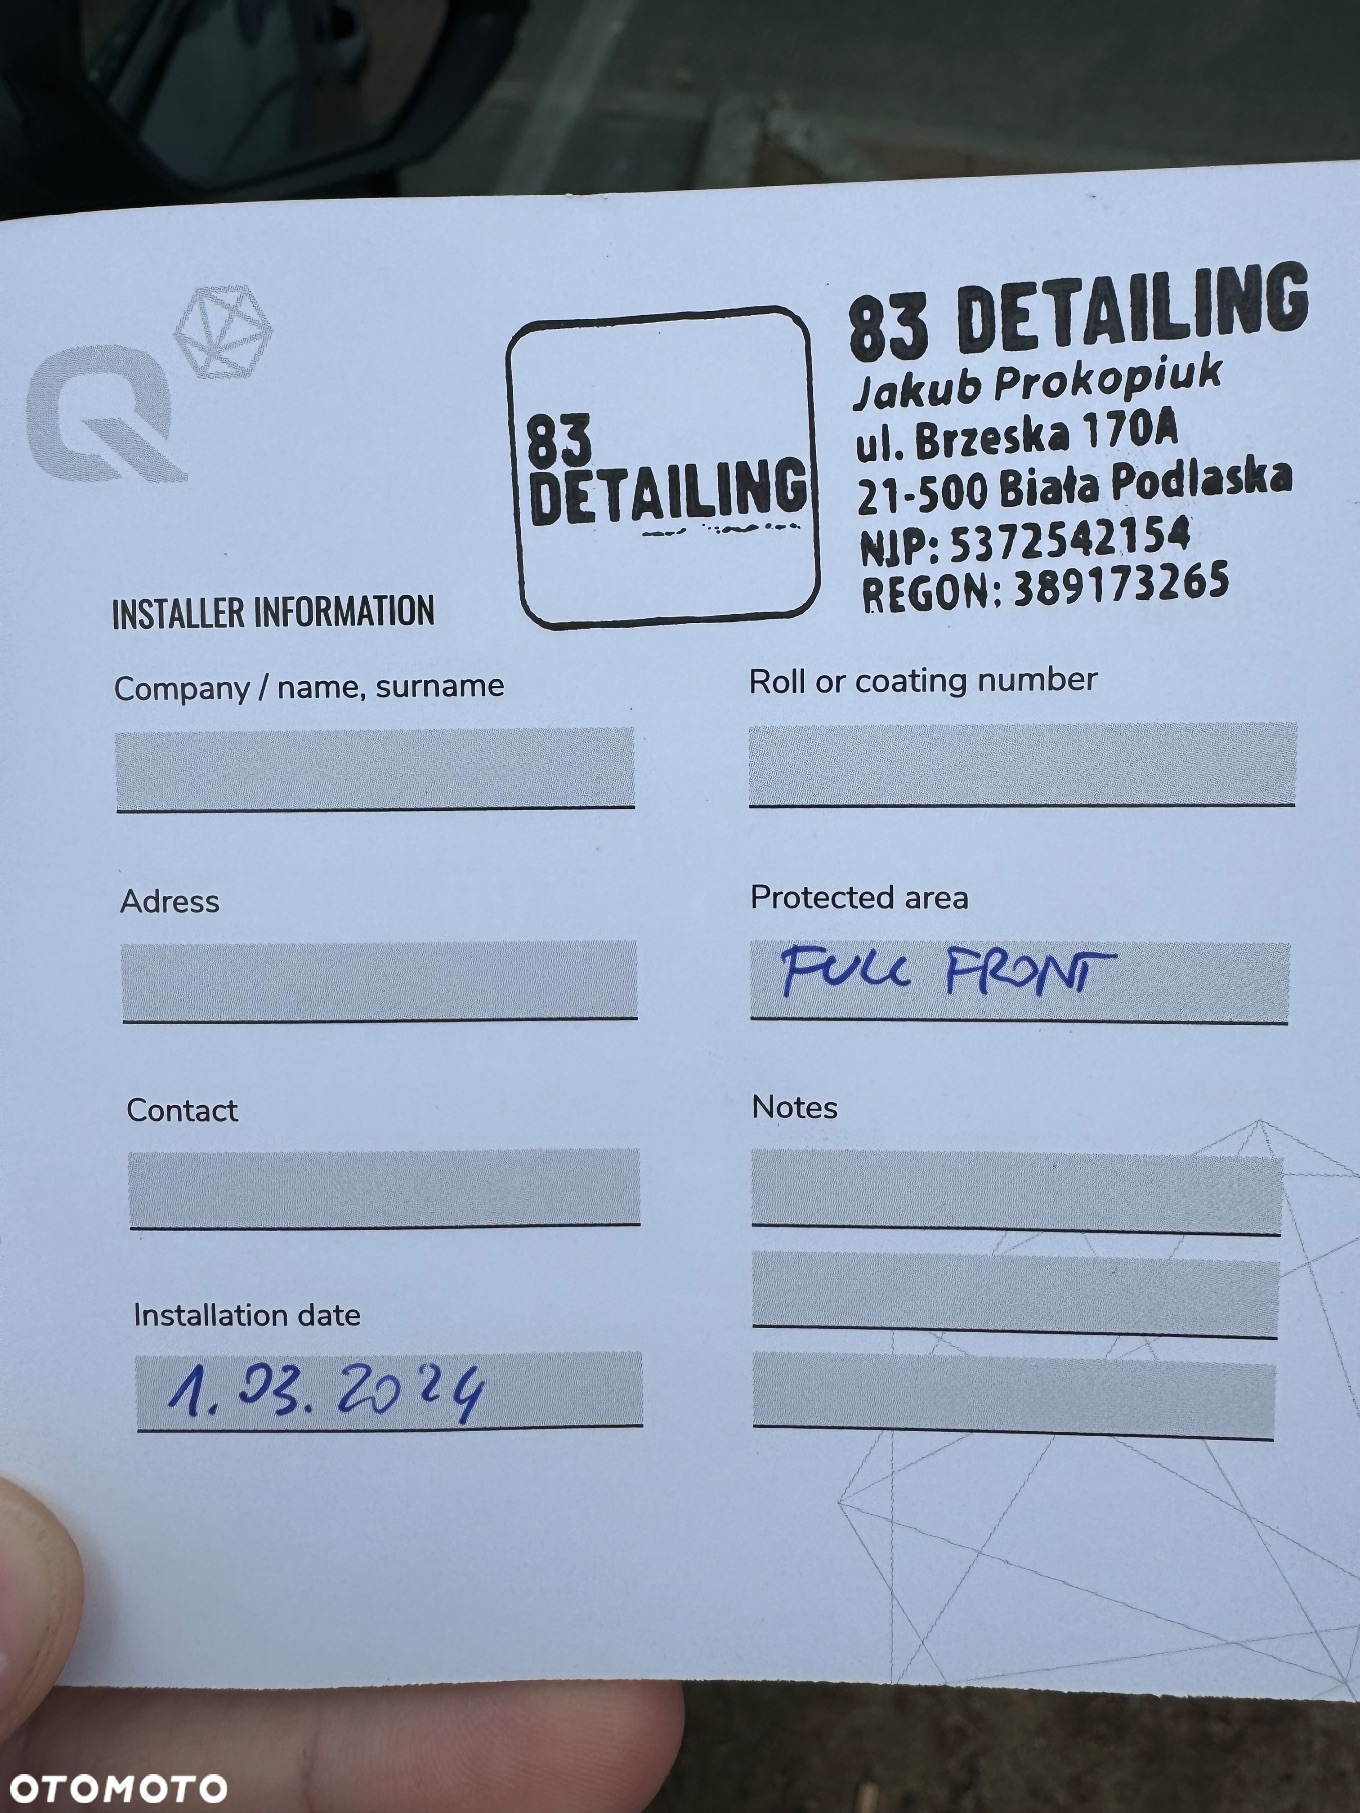 Q
83
DETAILING
83 DETAILING
Jakub Prokopiuk
ul. Brzeska 170A
21-500 Biała Podlaska
NIP: 5372542154
REGON: 389173265
INSTALLER INFORMATION
Company / name, surname
Roll or coating number
Adress
Protected area
FULL FRONT
Contact
Notes
Installation date
1.03.2024
OTOMOTO